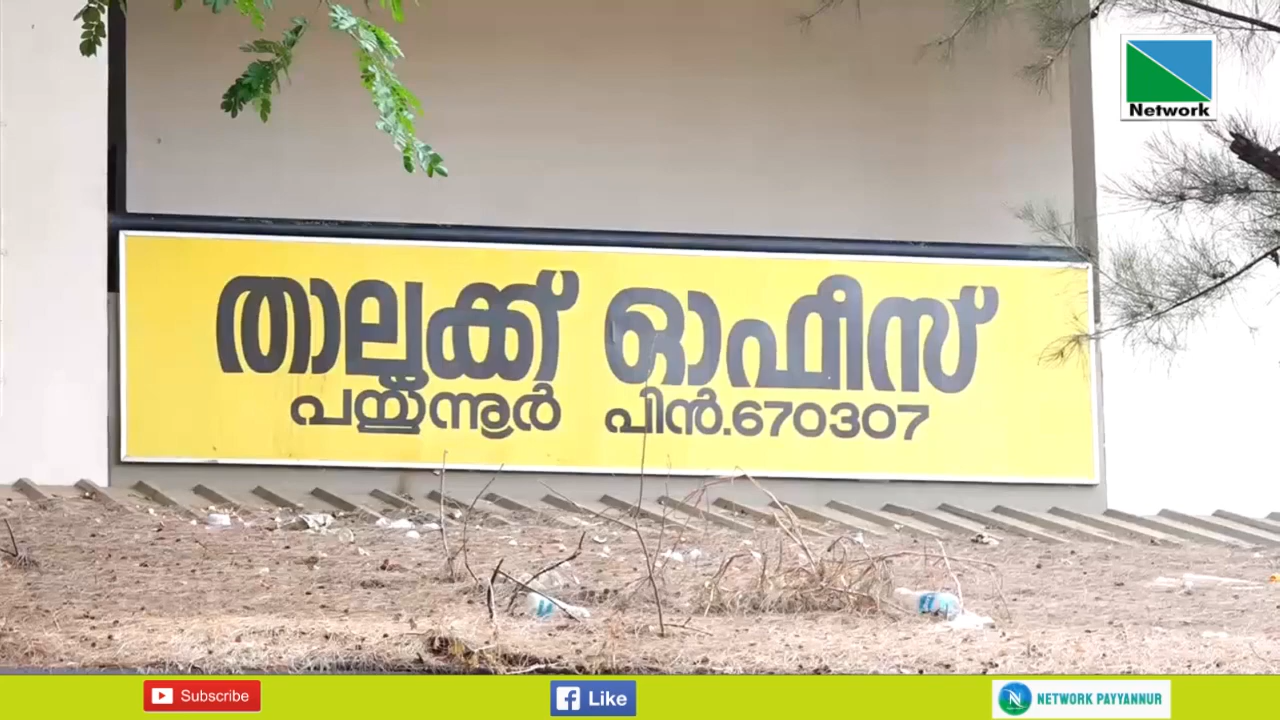 Network
താലൂക്ക് ഓഫീസ്
പയ്യന്നൂർ പിൻ.670307
Subscribe
Like
NETWORK PAYYANNUR